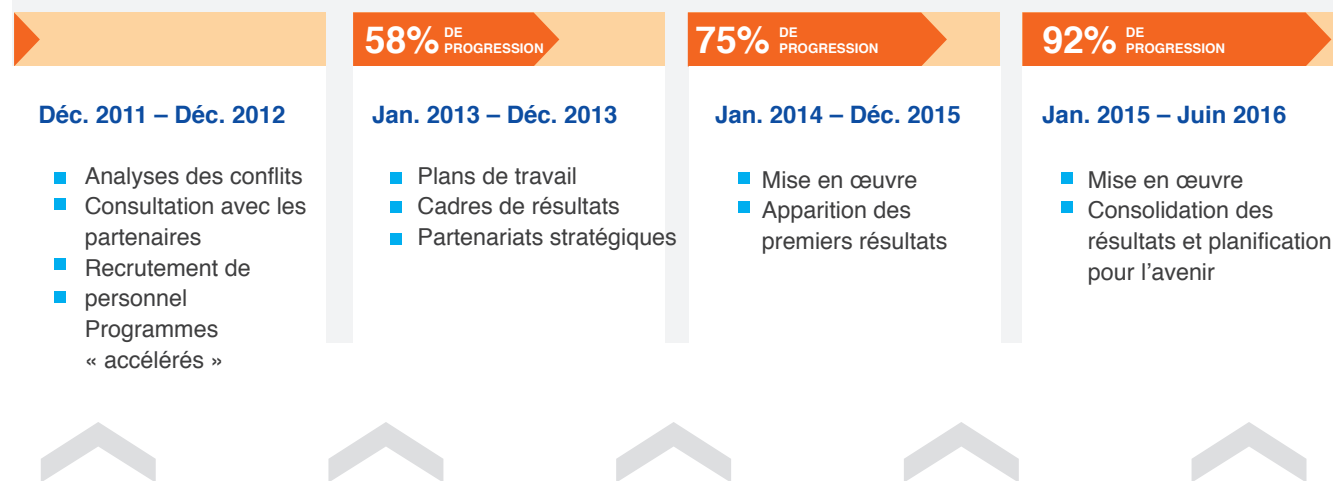 58% DE PROGRESSION
75% DE PROGRESSION
92% DE PROGRESSION
Déc. 2011 – Déc. 2012
Analyses des conflits
Consultation avec les
partenaires
Recrutement de
personnel
Programmes
« accélérés »
Jan. 2013 – Déc. 2013
Plans de travail
Cadres de résultats
Partenariats stratégiques
Jan. 2014 – Déc. 2015
Mise en œuvre
Apparition des
premiers résultats
Jan. 2015 – Juin 2016
Mise en œuvre
Consolidation des
résultats et planification
pour l’avenir